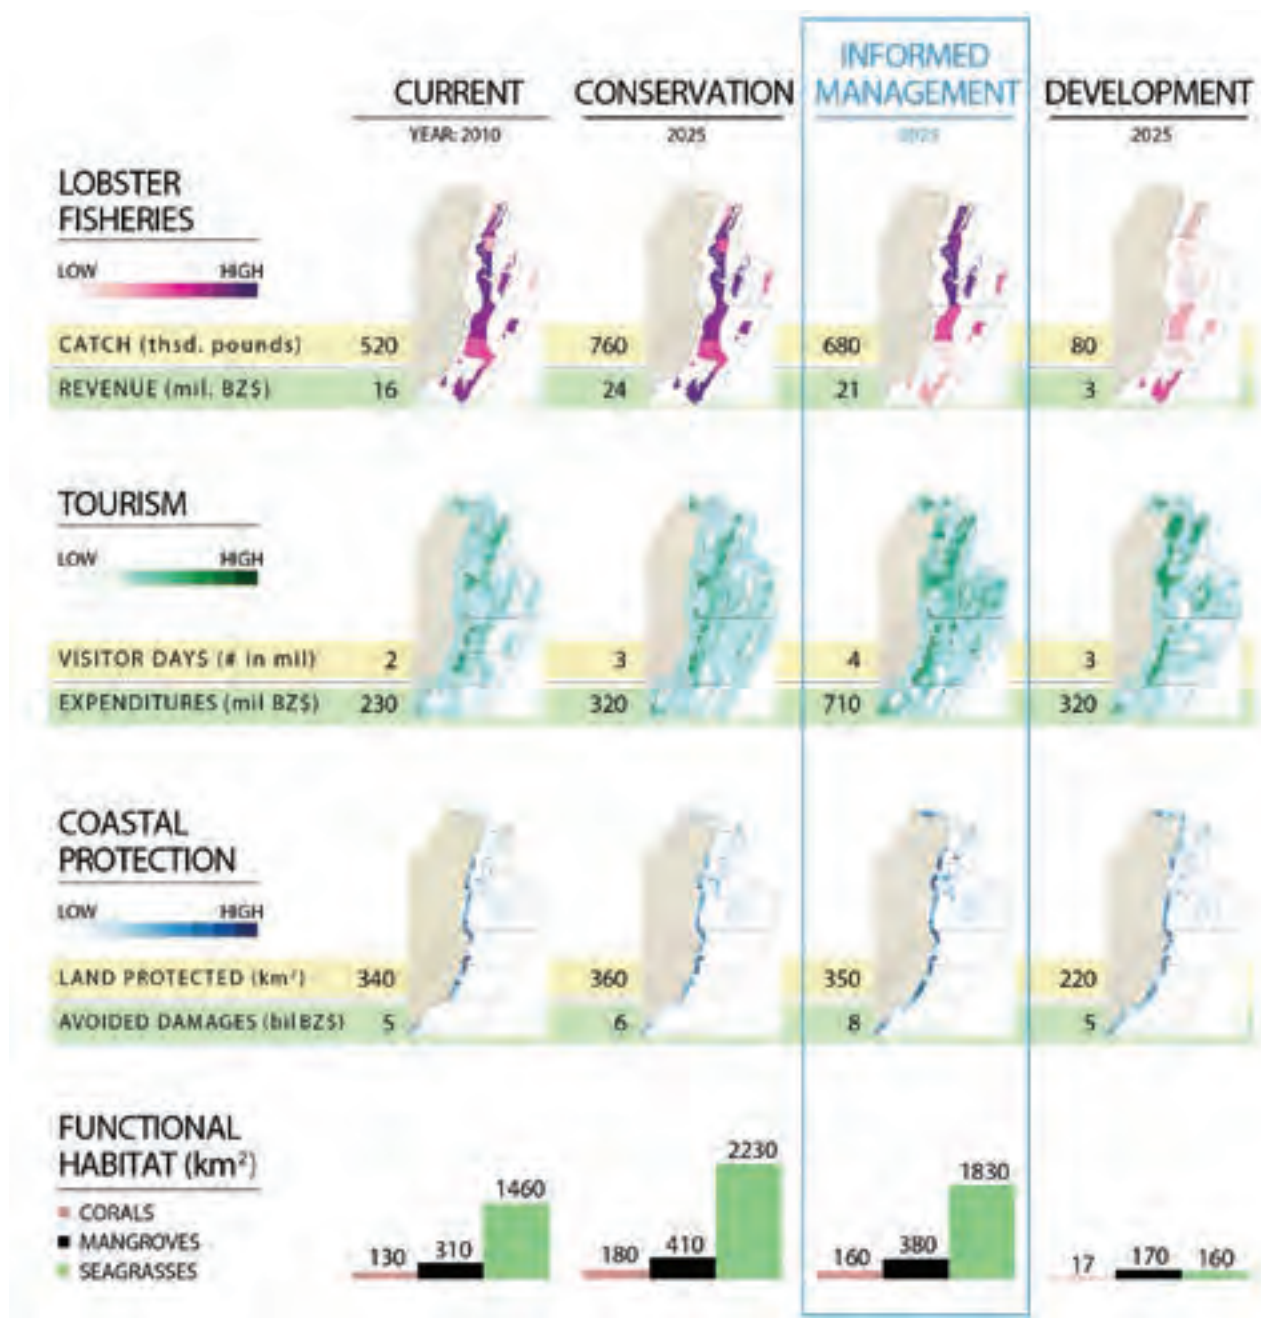 CURRENT
YEAR: 2010
CONSERVATION
2025
INFORMED
MANAGEMENT
2025
DEVELOPMENT
2025
LOBSTER
FISHERIES
LOW HIGH
CATCH (thsd. pounds) 520 760 680 80
REVENUE (mil. BZ$) 16 24 21 3
TOURISM
LOW HIGH
VISITOR DAYS (# in mil) 2 3 4 3
EXPENDITURES (mil BZ$) 230 320 710 320
COASTAL
PROTECTION
LOW HIGH
LAND PROTECTED (km²) 340 360 350 220
AVOIDED DAMAGES (bil BZ$) 5 6 8 5
FUNCTIONAL
HABITAT (km²)
CORALS
MANGROVES
SEAGRASSES
130 310 1460
180 410 2230
160 380 1830
17 170 160